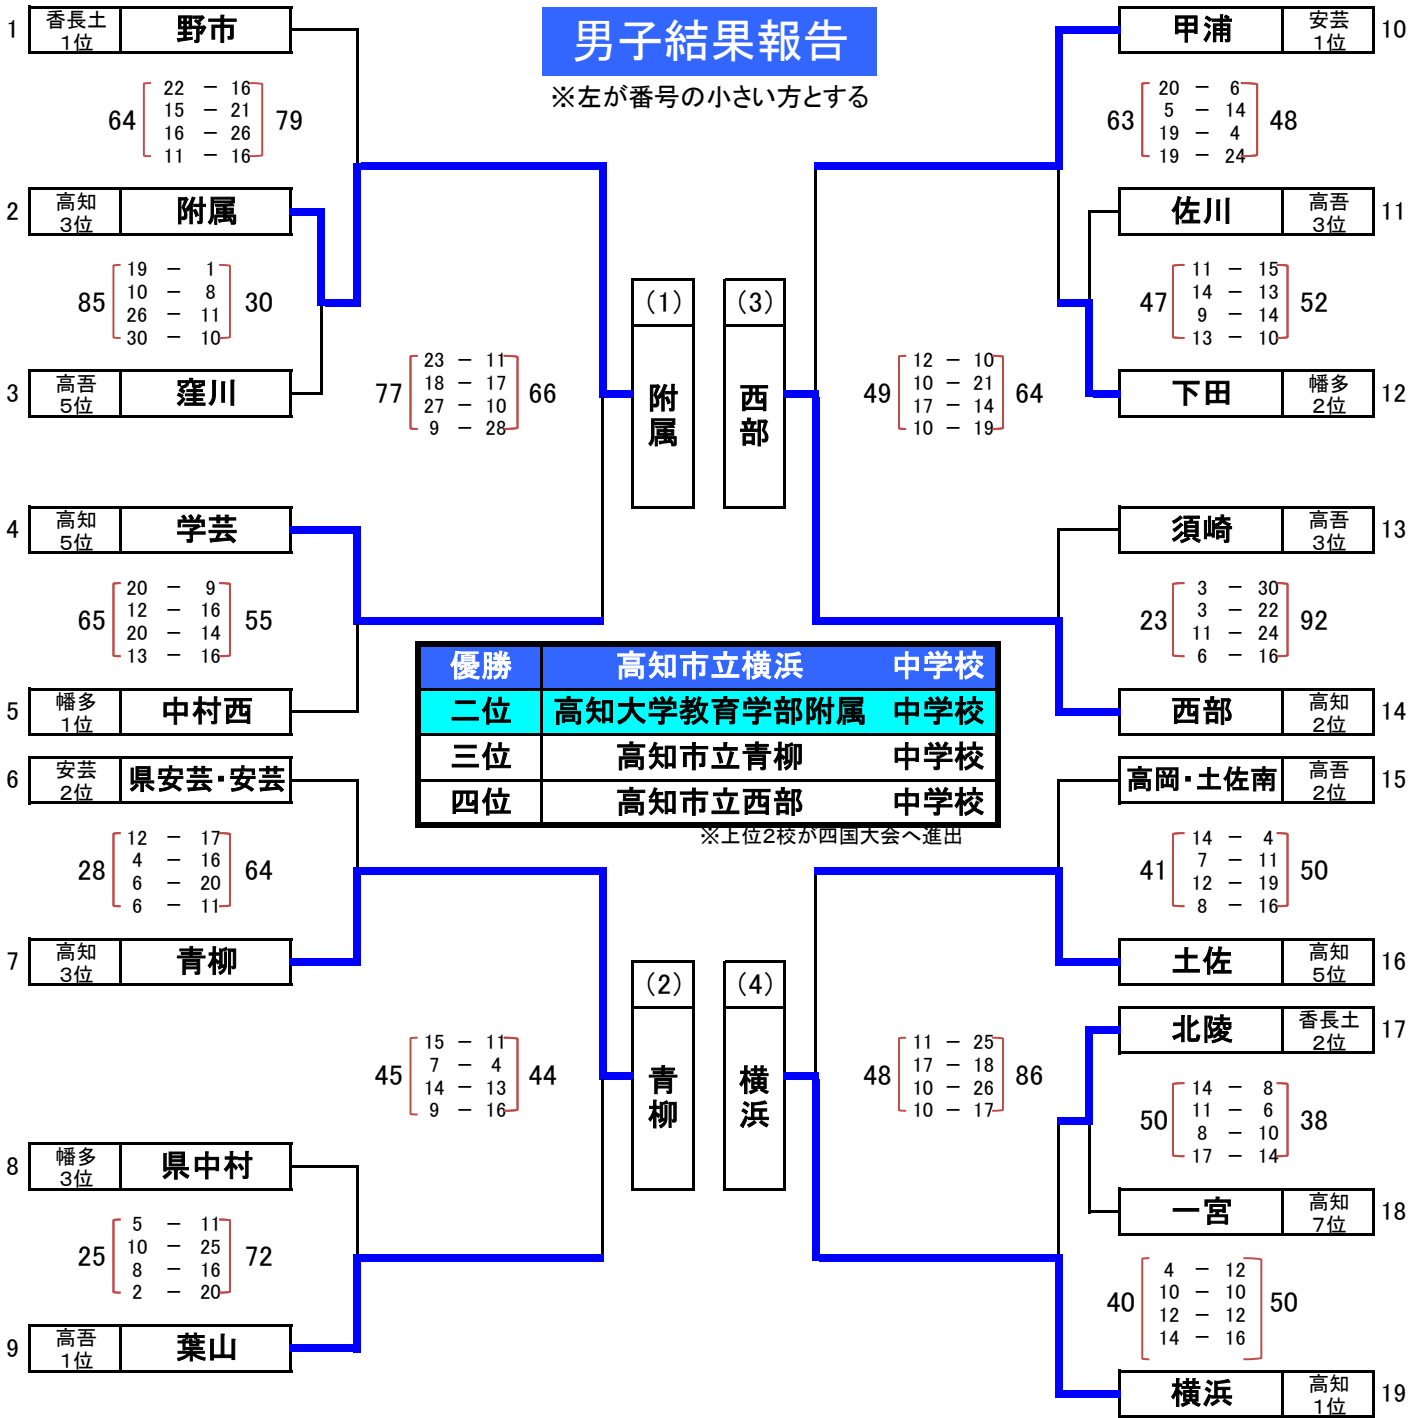 男子結果報告
※左が番号の小さい方とする
1 香長土1位 野市
64 79
22 － 16
15 － 21
16 － 26
11 － 16
2 高知3位 附属
85 30
19 － 1
10 － 8
26 － 11
30 － 10
3 高吾5位 窪川
77 66
23 － 11
18 － 17
27 － 10
9 － 28
4 高知5位 学芸
65 55
20 － 9
12 － 16
20 － 14
13 － 16
5 幡多1位 中村西
6 安芸2位 県安芸・安芸
28 64
12 － 17
4 － 16
6 － 20
6 － 11
7 高知3位 青柳
45 44
15 － 11
7 － 4
14 － 13
9 － 16
8 幡多3位 県中村
25 72
5 － 11
10 － 25
8 － 16
2 － 20
9 高吾1位 葉山
(1) 附属
(2) 青柳
(3) 西部
(4) 横浜
優勝 高知市立横浜 中学校
二位 高知大学教育学部附属 中学校
三位 高知市立青柳 中学校
四位 高知市立西部 中学校
※上位2校が四国大会へ進出
甲浦 安芸1位 10
63 48
20 － 6
5 － 14
19 － 4
19 － 24
佐川 高吾3位 11
47 52
11 － 15
14 － 13
9 － 14
13 － 10
下田 幡多2位 12
49 64
12 － 10
10 － 21
17 － 14
10 － 19
須崎 高吾3位 13
23 92
3 － 30
3 － 22
11 － 24
6 － 16
西部 高知2位 14
高岡・土佐南 高吾2位 15
41 50
14 － 4
7 － 11
12 － 19
8 － 16
土佐 高知5位 16
48 86
11 － 25
17 － 18
10 － 26
10 － 17
北陵 香長土2位 17
50 38
14 － 8
11 － 6
8 － 10
17 － 14
一宮 高知7位 18
40 50
4 － 12
10 － 10
12 － 12
14 － 16
横浜 高知1位 19